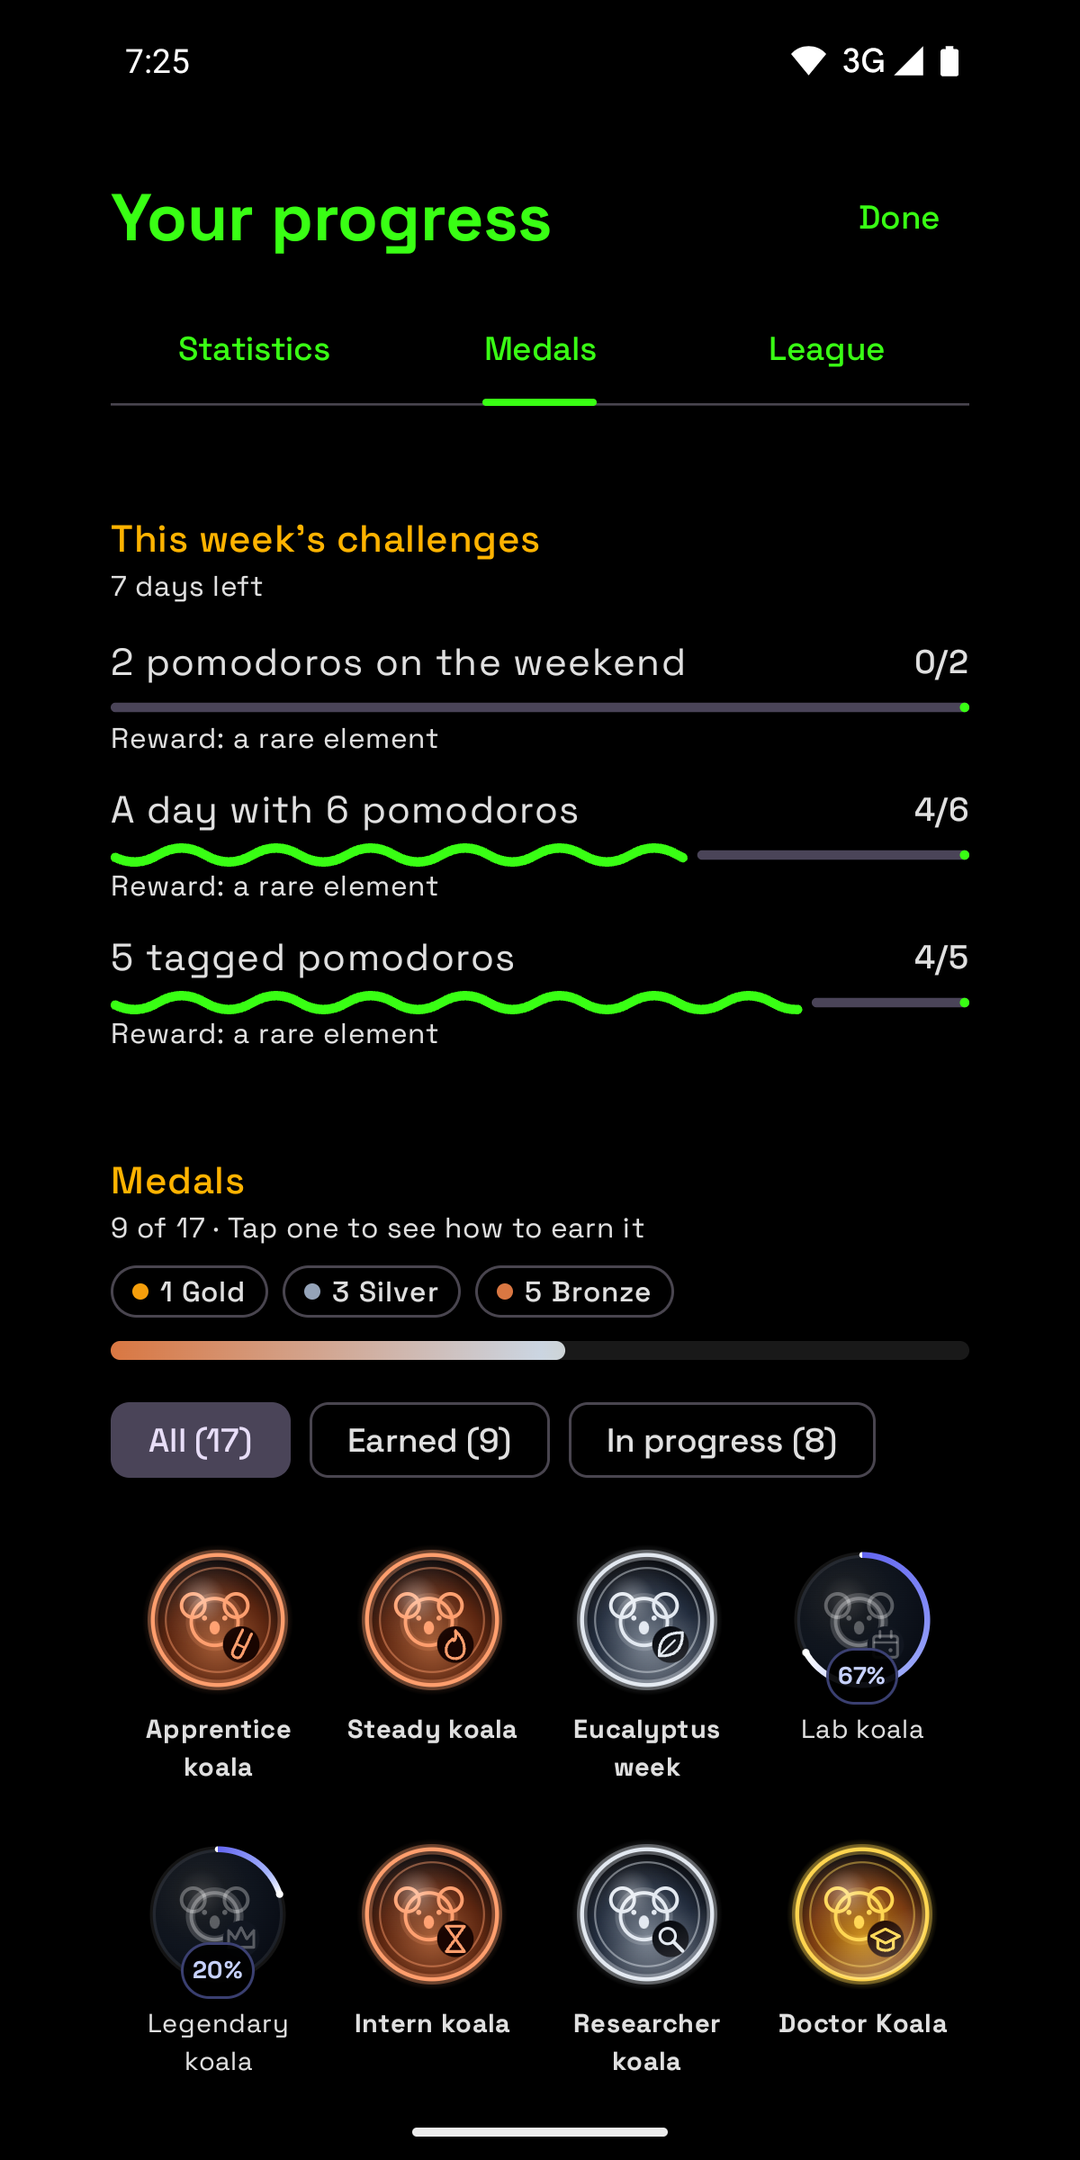 7:25
3G
Your progress
Done
Statistics
Medals
League
This week's challenges
7 days left
2 pomodoros on the weekend
0/2
Reward: a rare element
A day with 6 pomodoros
4/6
Reward: a rare element
5 tagged pomodoros
4/5
Reward: a rare element
Medals
9 of 17 · Tap one to see how to earn it
1 Gold
3 Silver
5 Bronze
All (17)
Earned (9)
In progress (8)
67%
Apprentice
koala
Steady koala
Eucalyptus
week
Lab koala
20%
Legendary
koala
Intern koala
Researcher
koala
Doctor Koala